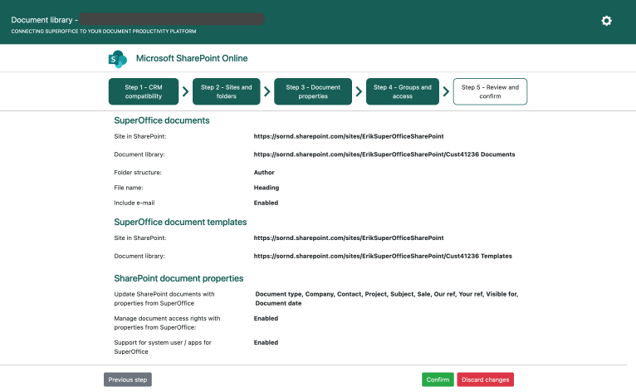 Document library -
CONNECTING SUPEROFFICE TO YOUR DOCUMENT PRODUCTIVITY PLATFORM
Microsoft SharePoint Online
Step 1 - CRM
compatibility
Step 2 - Sites and
folders
Step 3 - Document
properties
Step 4 - Groups and
access
Step 5 - Review and
confirm
SuperOffice documents
Site in SharePoint: https://sornd.sharepoint.com/sites/ErikSuperOfficeSharePoint
Document library: https://sornd.sharepoint.com/sites/ErikSuperOfficeSharePoint/Cust41236 Documents
Folder structure: Author
File name: Heading
Include e-mail Enabled
SuperOffice document templates
Site in SharePoint: https://sornd.sharepoint.com/sites/ErikSuperOfficeSharePoint
Document library: https://sornd.sharepoint.com/sites/ErikSuperOfficeSharePoint/Cust41236 Templates
SharePoint document properties
Update SharePoint documents with
properties from SuperOffice
Document type, Company, Contact, Project, Subject, Sale, Our ref, Your ref, Visible for,
Document date
Manage document access rights with
properties from SuperOffice:
Enabled
Support for system user / apps for
SuperOffice
Enabled
Previous step
Confirm
Discard changes